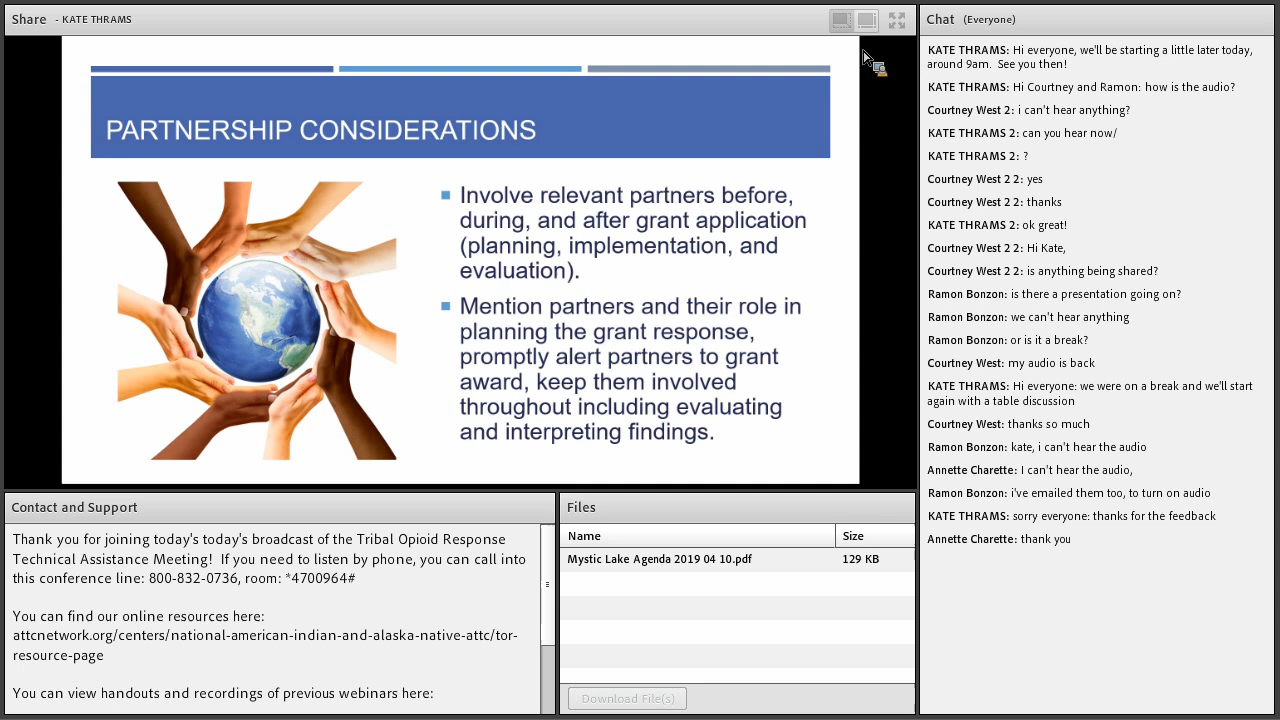 Share - KATE THRAMS
PARTNERSHIP CONSIDERATIONS
Involve relevant partners before,
during, and after grant application
(planning, implementation, and
evaluation).
Mention partners and their role in
planning the grant response,
promptly alert partners to grant
award, keep them involved
throughout including evaluating
and interpreting findings.
Contact and Support
Thank you for joining today's today's broadcast of the Tribal Opioid Response
Technical Assistance Meeting!  If you need to listen by phone, you can call into
this conference line: 800-832-0736, room: *4700964#
You can find our online resources here:
attcnetwork.org/centers/national-american-indian-and-alaska-native-attc/tor-
resource-page
You can view handouts and recordings of previous webinars here:
Files
Name Size
Mystic Lake Agenda 2019 04 10.pdf 129 KB
Download File(s)
Chat (Everyone)
KATE THRAMS: Hi everyone, we'll be starting a little later today,
around 9am.  See you then!
KATE THRAMS: Hi Courtney and Ramon: how is the audio?
Courtney West 2: i can't hear anything?
KATE THRAMS 2: can you hear now/
KATE THRAMS 2: ?
Courtney West 2 2: yes
Courtney West 2 2: thanks
KATE THRAMS 2: ok great!
Courtney West 2 2: Hi Kate,
Courtney West 2 2: is anything being shared?
Ramon Bonzon: is there a presentation going on?
Ramon Bonzon: we can't hear anything
Ramon Bonzon: or is it a break?
Courtney West: my audio is back
KATE THRAMS: Hi everyone: we were on a break and we'll start
again with a table discussion
Courtney West: thanks so much
Ramon Bonzon: kate, i can't hear the audio
Annette Charette: I can't hear the audio,
Ramon Bonzon: i've emailed them too, to turn on audio
KATE THRAMS: sorry everyone: thanks for the feedback
Annette Charette: thank you